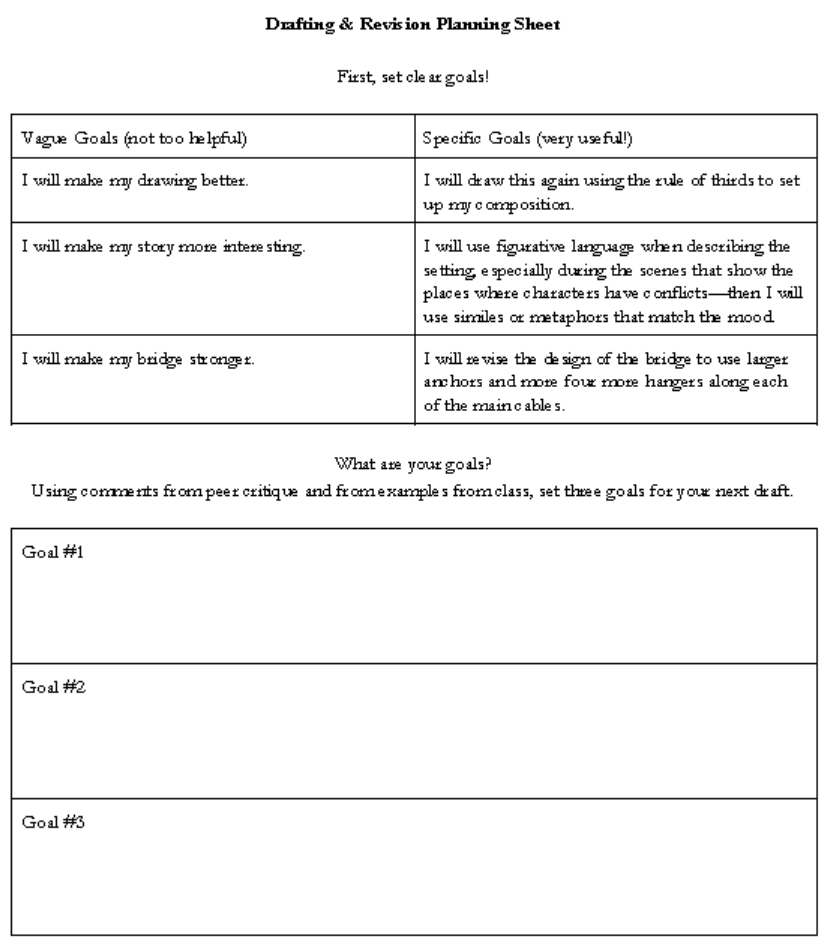 Drafting & Revision Planning Sheet
First, set clear goals!
Vague Goals (not too helpful)
Specific Goals (very useful!)
I will make my drawing better.
I will draw this again using the rule of thirds to set
up my composition.
I will make my story more interesting.
I will use figurative language when describing the
setting, especially during the scenes that show the
places where characters have conflicts—then I will
use similes or metaphors that match the mood.
I will make my bridge stronger.
I will revise the design of the bridge to use larger
anchors and more four more hangers along each
of the main cables.
What are your goals?
Using comments from peer critique and from examples from class, set three goals for your next draft.
Goal #1
Goal #2
Goal #3